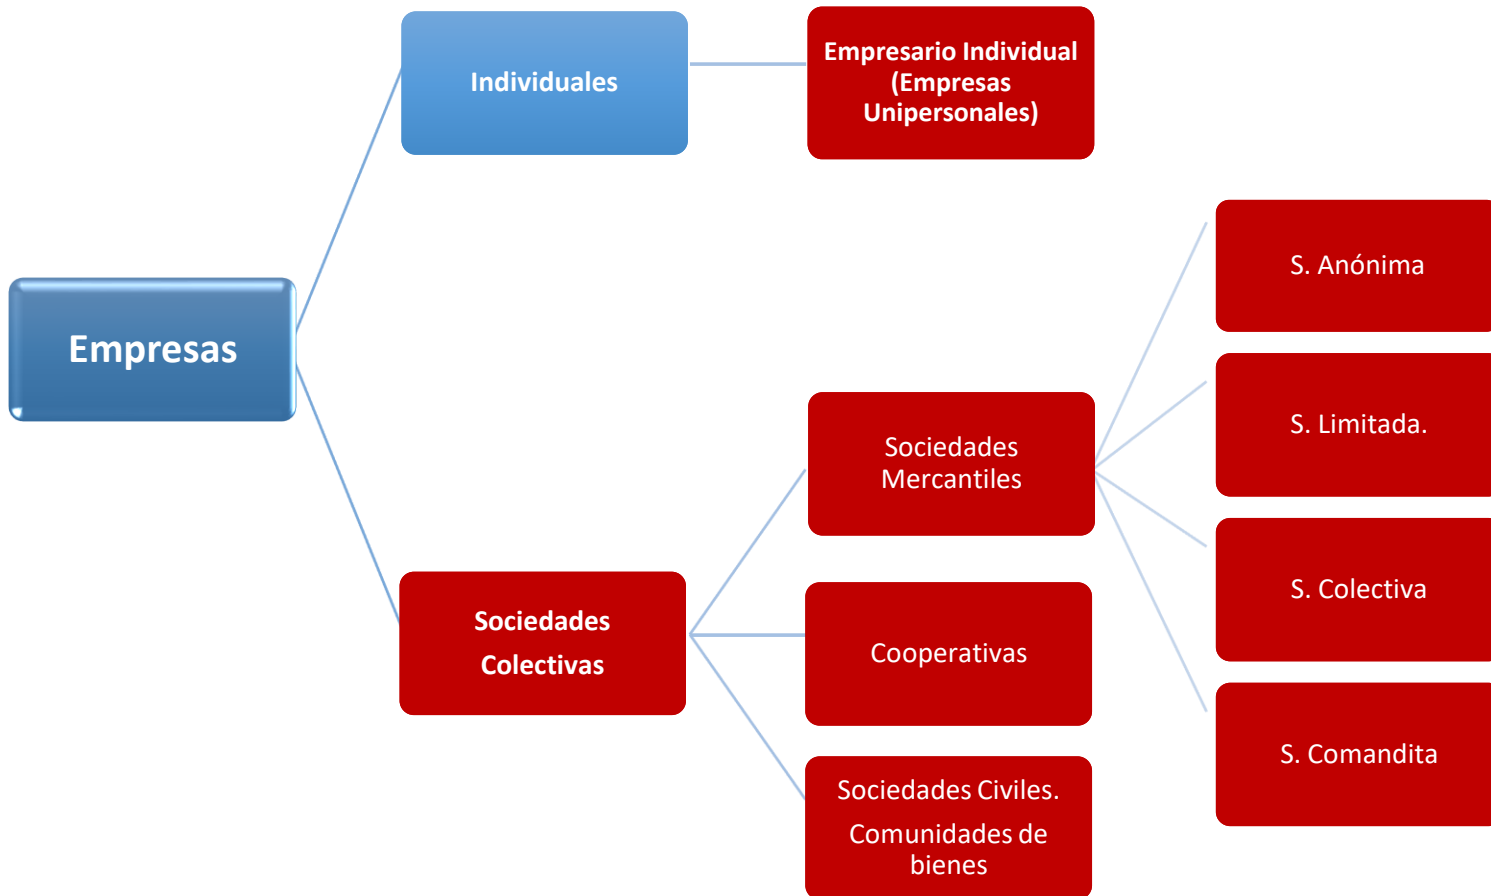 Empresas
Individuales
Empresario Individual
(Empresas
Unipersonales)
Sociedades
Colectivas
Sociedades
Mercantiles
Cooperativas
Sociedades Civiles.
Comunidades de
bienes
S. Anónima
S. Limitada.
S. Colectiva
S. Comandita